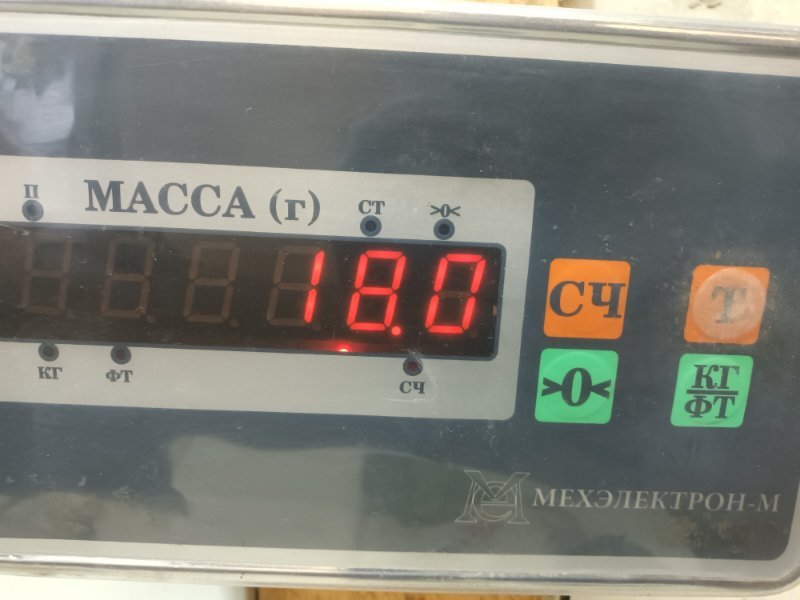 П
МАССА (г)
СТ
>0<
18.0
СЧ
Т
КГ
ФТ
СЧ
>0<
КГ
ФТ
МЕХЭЛЕКТРОН-М